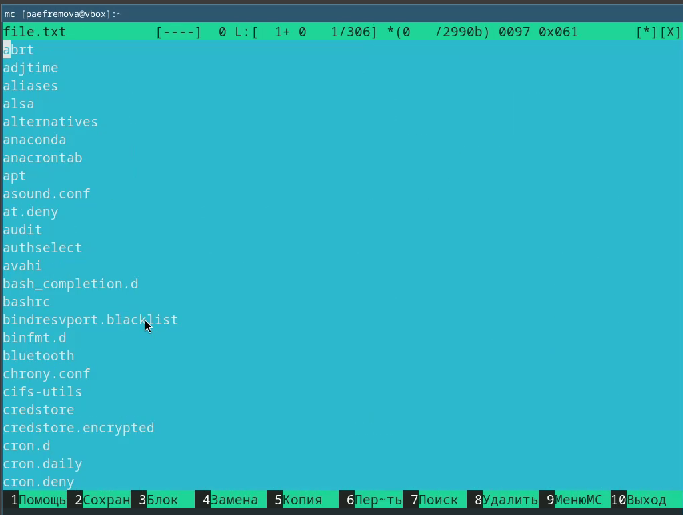 mc [paefremova@vbox]:~
file.txt [----] 0 L:[ 1+ 0 1/306] *(0 /2990b) 0097 0x061 [*][X]
abrt
adjtime
aliases
alsa
alternatives
anaconda
anacrontab
apt
asound.conf
at.deny
audit
authselect
avahi
bash_completion.d
bashrc
bindresvport.blacklist
binfmt.d
bluetooth
chrony.conf
cifs-utils
credstore
credstore.encrypted
cron.d
cron.daily
cron.deny
1Помощь 2Сохран 3Блок 4Замена 5Копия 6Пер~ть 7Поиск 8Удалить 9МенюMC 10Выход